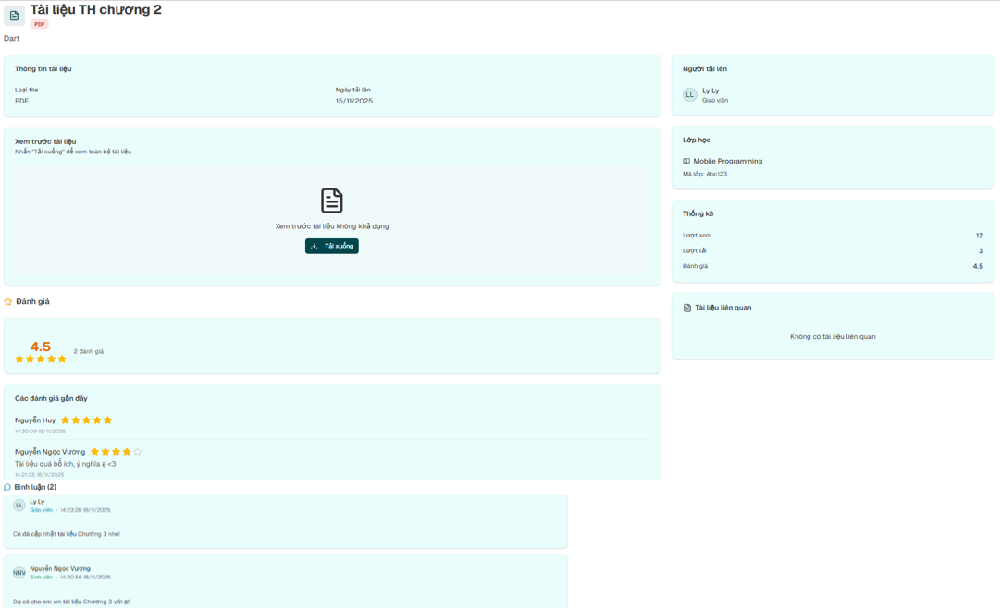 Tài liệu TH chương 2
PDF
Dart
Thông tin tài liệu
Loại file
PDF
Ngày tải lên
15/11/2025
Xem trước tài liệu
Nhấn "Tải xuống" để xem toàn bộ tài liệu
Xem trước tài liệu không khả dụng
Tải xuống
Đánh giá
4.5
2 đánh giá
Các đánh giá gần đây
Nguyễn Huy
14:30:09 18/11/2025
Nguyễn Ngọc Vương
Tài liệu quá bổ ích, ý nghĩa ạ <3
14:21:25 18/11/2025
Bình luận (2)
LL
Ly Ly
Giáo viên • 14:23:28 18/11/2025
Cô đã cập nhật tài liệu Chương 3 nhé!
NNV
Nguyễn Ngọc Vương
Sinh viên • 14:20:56 18/11/2025
Dạ cô cho em xin tài liệu Chương 3 với ạ!
Người tải lên
LL
Ly Ly
Giáo viên
Lớp học
Mobile Programming
Mã lớp: Abc123
Thống kê
Lượt xem 12
Lượt tải 3
Đánh giá 4.5
Tài liệu liên quan
Không có tài liệu liên quan